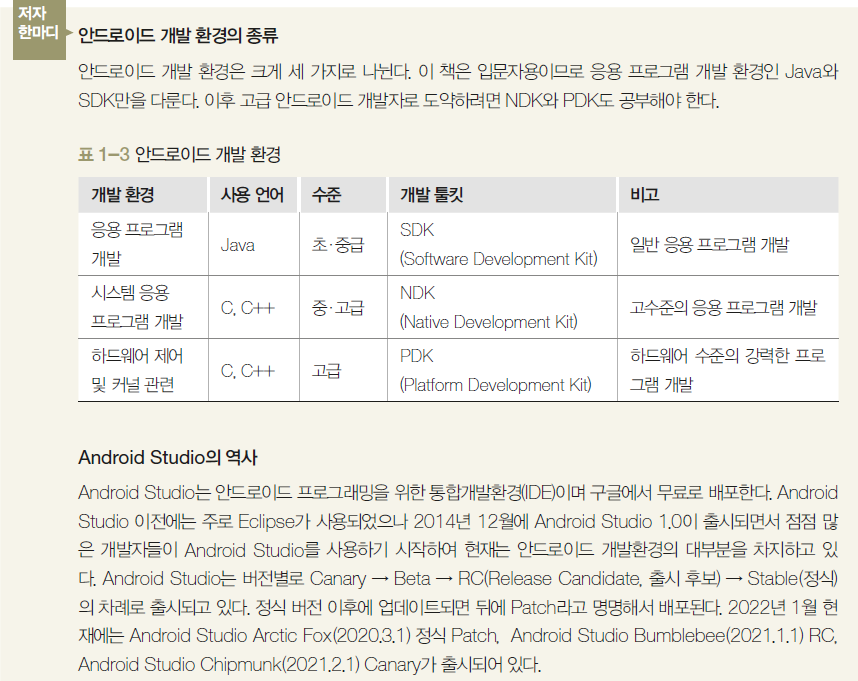 저자
한마디
안드로이드 개발 환경의 종류
안드로이드 개발 환경은 크게 세 가지로 나뉜다. 이 책은 입문자용이므로 응용 프로그램 개발 환경인 Java와
SDK만을 다룬다. 이후 고급 안드로이드 개발자로 도약하려면 NDK와 PDK도 공부해야 한다.
표 1-3 안드로이드 개발 환경
개발 환경 사용 언어 수준 개발 툴킷 비고
응용 프로그램
개발
Java
초·중급
SDK
(Software Development Kit)
일반 응용 프로그램 개발
시스템 응용
프로그램 개발
C, C++
중·고급
NDK
(Native Development Kit)
고수준의 응용 프로그램 개발
하드웨어 제어
및 커널 관련
C, C++
고급
PDK
(Platform Development Kit)
하드웨어 수준의 강력한 프로
그램 개발
Android Studio의 역사
Android Studio는 안드로이드 프로그래밍을 위한 통합개발환경(IDE)이며 구글에서 무료로 배포한다. Android
Studio 이전에는 주로 Eclipse가 사용되었으나 2014년 12월에 Android Studio 1.0이 출시되면서 점점 많
은 개발자들이 Android Studio를 사용하기 시작하여 현재는 안드로이드 개발환경의 대부분을 차지하고 있
다. Android Studio는 버전별로 Canary → Beta → RC(Release Candidate, 출시 후보) → Stable(정식)
의 차례로 출시되고 있다. 정식 버전 이후에 업데이트되면 뒤에 Patch라고 명명해서 배포된다. 2022년 1월 현
재에는 Android Studio Arctic Fox(2020.3.1) 정식 Patch, Android Studio Bumblebee(2021.1.1) RC,
Android Studio Chipmunk(2021.2.1) Canary가 출시되어 있다.